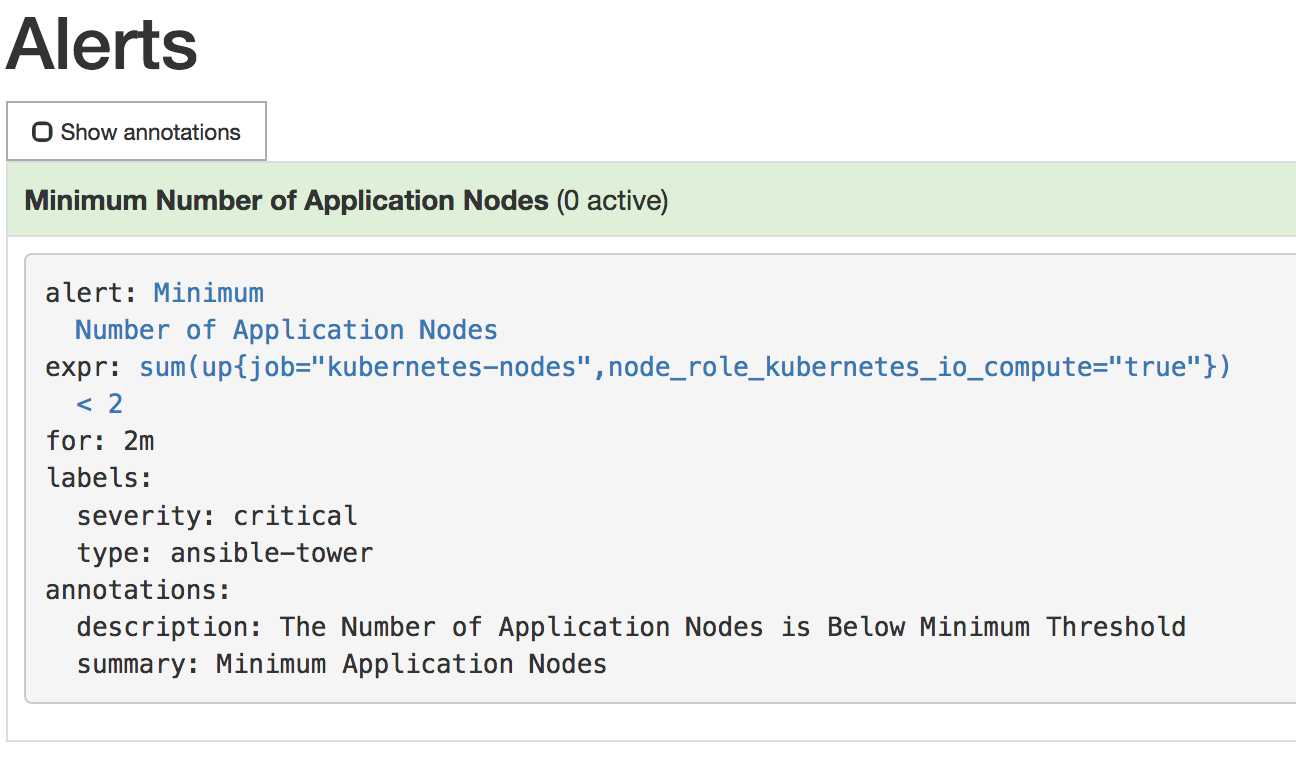 Alerts
Show annotations
Minimum Number of Application Nodes (0 active)
alert: Minimum
  Number of Application Nodes
expr: sum(up{job="kubernetes-nodes",node_role_kubernetes_io_compute="true"})
  < 2
for: 2m
labels:
  severity: critical
  type: ansible-tower
annotations:
  description: The Number of Application Nodes is Below Minimum Threshold
  summary: Minimum Application Nodes